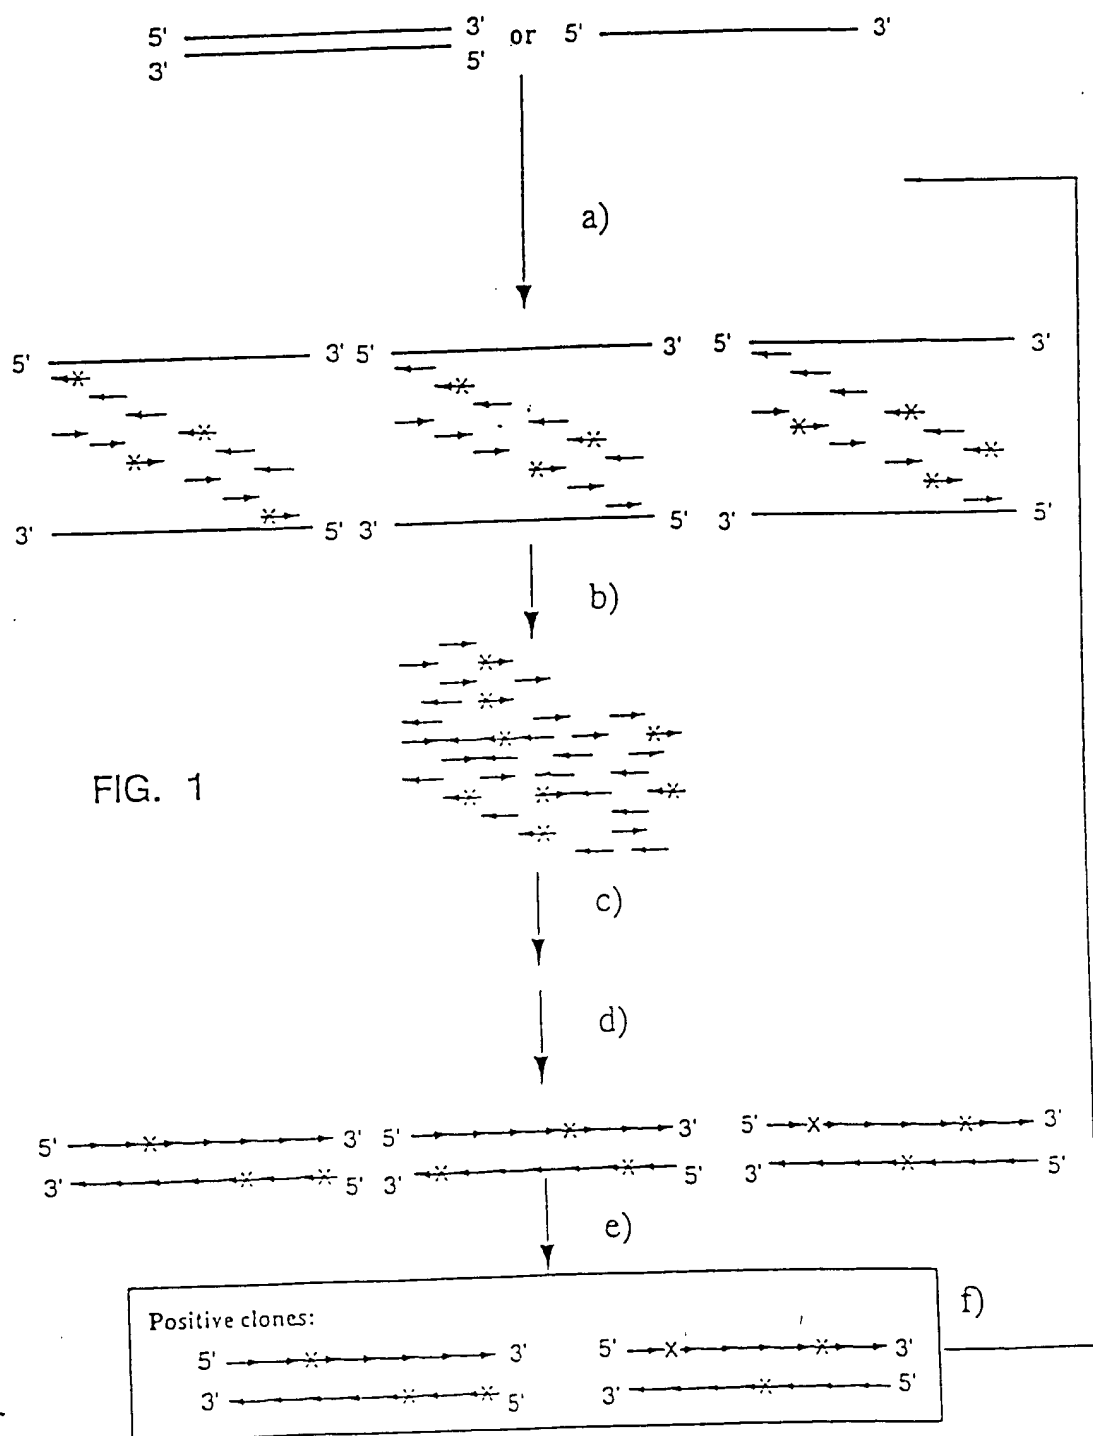 5' 3' or 5' 3'
3' 5'
a)
5' 3' 5' 3' 5' 3'
3' 5' 3' 5' 3' 5'
b)
FIG. 1
c)
d)
5' 3' 5' 3' 5' 3'
3' 5' 3' 5' 3' 5'
e)
f)
Positive clones:
5' 3' 5' 3'
3' 5' 3' 5'